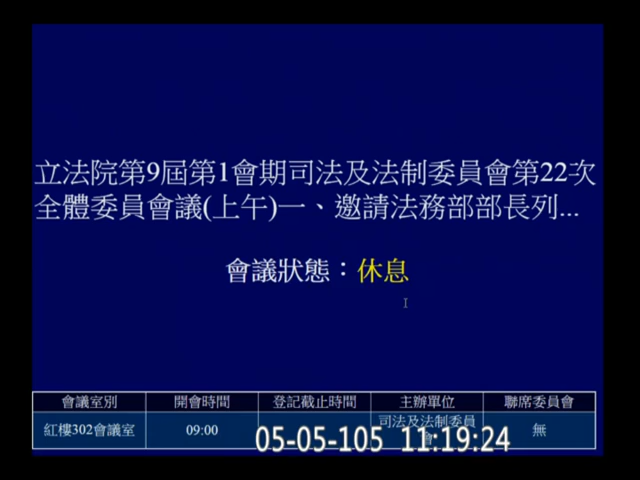 立法院第9屆第1會期司法及法制委員會第22次
全體委員會議(上午)一、邀請法務部部長列...
會議狀態：休息
會議室別 開會時間 登記截止時間 主辦單位 聯席委員會
紅樓302會議室 09:00 司法及法制委員會 無
05-05-105 11:19:24